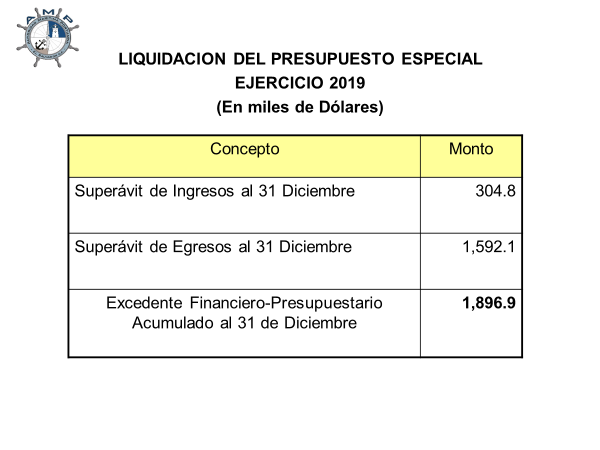 AMP
LIQUIDACION DEL PRESUPUESTO ESPECIAL
EJERCICIO 2019
(En miles de Dólares)
Concepto Monto
Superávit de Ingresos al 31 Diciembre 304.8
Superávit de Egresos al 31 Diciembre 1,592.1
Excedente Financiero-Presupuestario 1,896.9
Acumulado al 31 de Diciembre